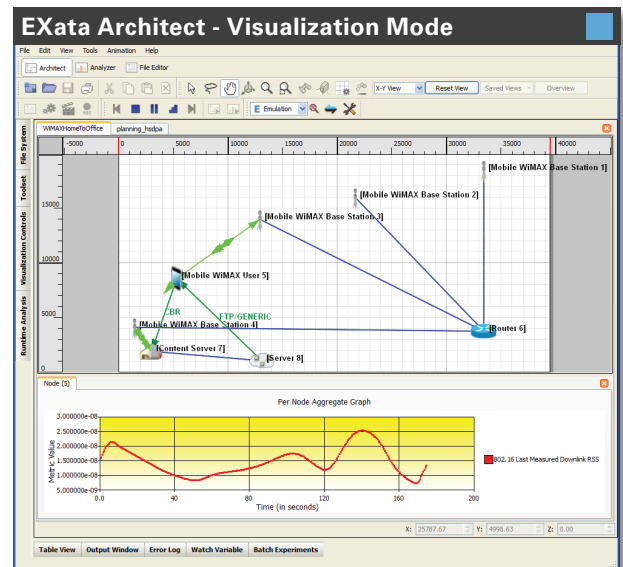 EXata Architect - Visualization Mode
File Edit View Tools Animation Help
Architect Analyzer File Editor
X-Y View Reset View Saved Views Overview
E Emulation
File System
Toolset
Visualization Controls
Runtime Analysis
WiMAXHomeToOffice planning_hsdpa
-5000 0 5000 10000 15000 20000 25000 30000 35000 40000
[Mobile WiMAX Base Station 1]
[Mobile WiMAX Base Station 2]
15000
[Mobile WiMAX Base Station 3]
10000
[Mobile WiMAX User 5]
5000
CBR FTP/GENERIC
[Mobile WiMAX Base Station 4]
[Router 6]
[Content Server 7]
[Server 8]
0
Node (5)
Per Node Aggregate Graph
Metric Value
3.000000e-08
2.500000e-08
2.000000e-08
1.500000e-08
1.000000e-08
5.000000e-09
802.16 Last Measured Downlink RSS
0.0 40 80 120 160 200
Time (in seconds)
X: 25787.67 Y: 4998.63 Z: 0.00
Table View Output Window Error Log Watch Variable Batch Experiments